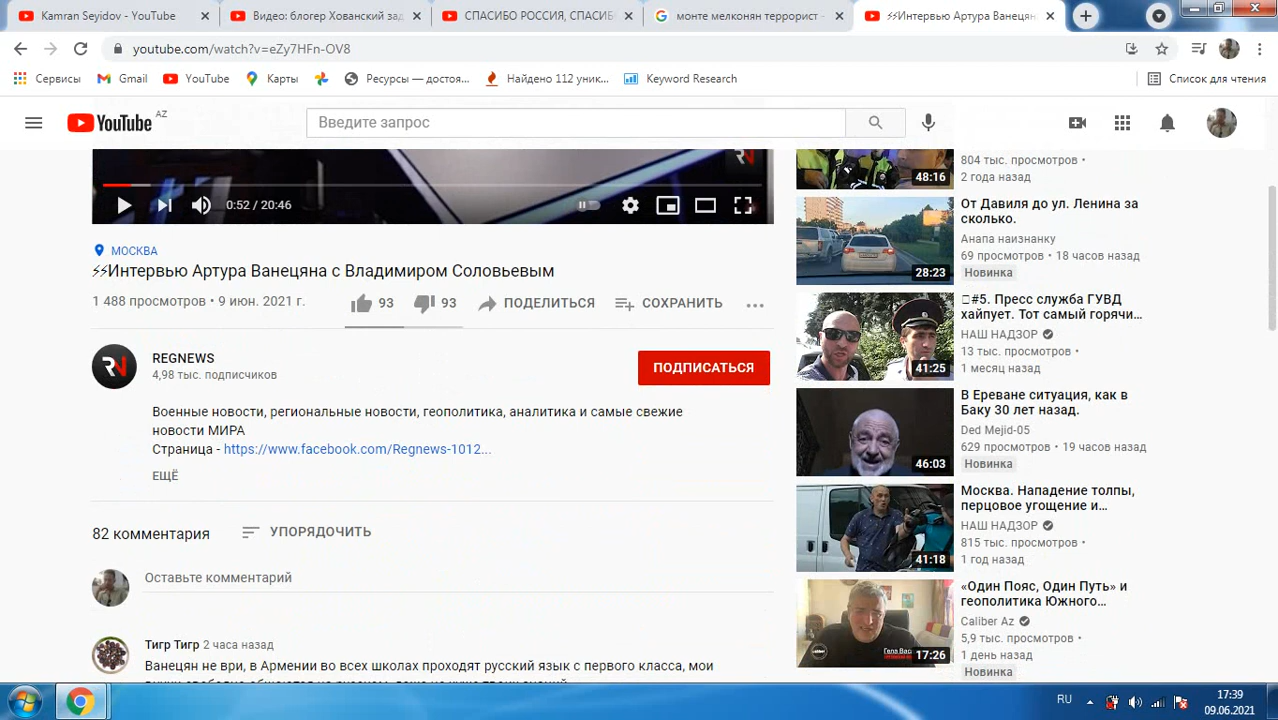 Kamran Seyidov - YouTube
Видео: блогер Хованский зад
СПАСИБО РОССИЯ,СПАСИБ
монте мелконян террорист -
⚡⚡Интервью Артура Ванецян
youtube.com/watch?v=eZy7HFn-OV8
Сервисы
Gmail
YouTube
Карты
Ресурсы — достоя...
Найдено 112 уник...
Keyword Research
Список для чтения
YouTube AZ
Введите запрос
0:52 / 20:46
МОСКВА
⚡⚡Интервью Артура Ванецяна с Владимиром Соловьевым
1 488 просмотров • 9 июн. 2021 г.
93
93
ПОДЕЛИТЬСЯ
СОХРАНИТЬ
REGNEWS
4,98 тыс. подписчиков
ПОДПИСАТЬСЯ
Военные новости, региональные новости, геополитика, аналитика и самые свежие
новости МИРА
Страница - https://www.facebook.com/Regnews-1012...
ЕЩЁ
82 комментария
УПОРЯДОЧИТЬ
Оставьте комментарий
Тигр Тигр 2 часа назад
Ванецян не ври, в Армении во всех школах проходят русский язык с первого класса, мои
804 тыс. просмотров •
2 года назад
48:16
От Давиля до ул. Ленина за
сколько.
Анапа наизнанку
69 просмотров • 18 часов назад
Новинка
28:23
#5. Пресс служба ГУВД
хайпует. Тот самый горячи...
НАШ НАДЗОР
13 тыс. просмотров •
1 месяц назад
41:25
В Ереване ситуация, как в
Баку 30 лет назад.
Ded Mejid-05
629 просмотров • 19 часов назад
Новинка
46:03
Москва. Нападение толпы,
перцовое угощение и...
НАШ НАДЗОР
815 тыс. просмотров •
1 год назад
41:18
«Один Пояс, Один Путь» и
геополитика Южного...
Caliber Az
5,9 тыс. просмотров •
1 день назад
Новинка
17:26
RU
17:39
09.06.2021